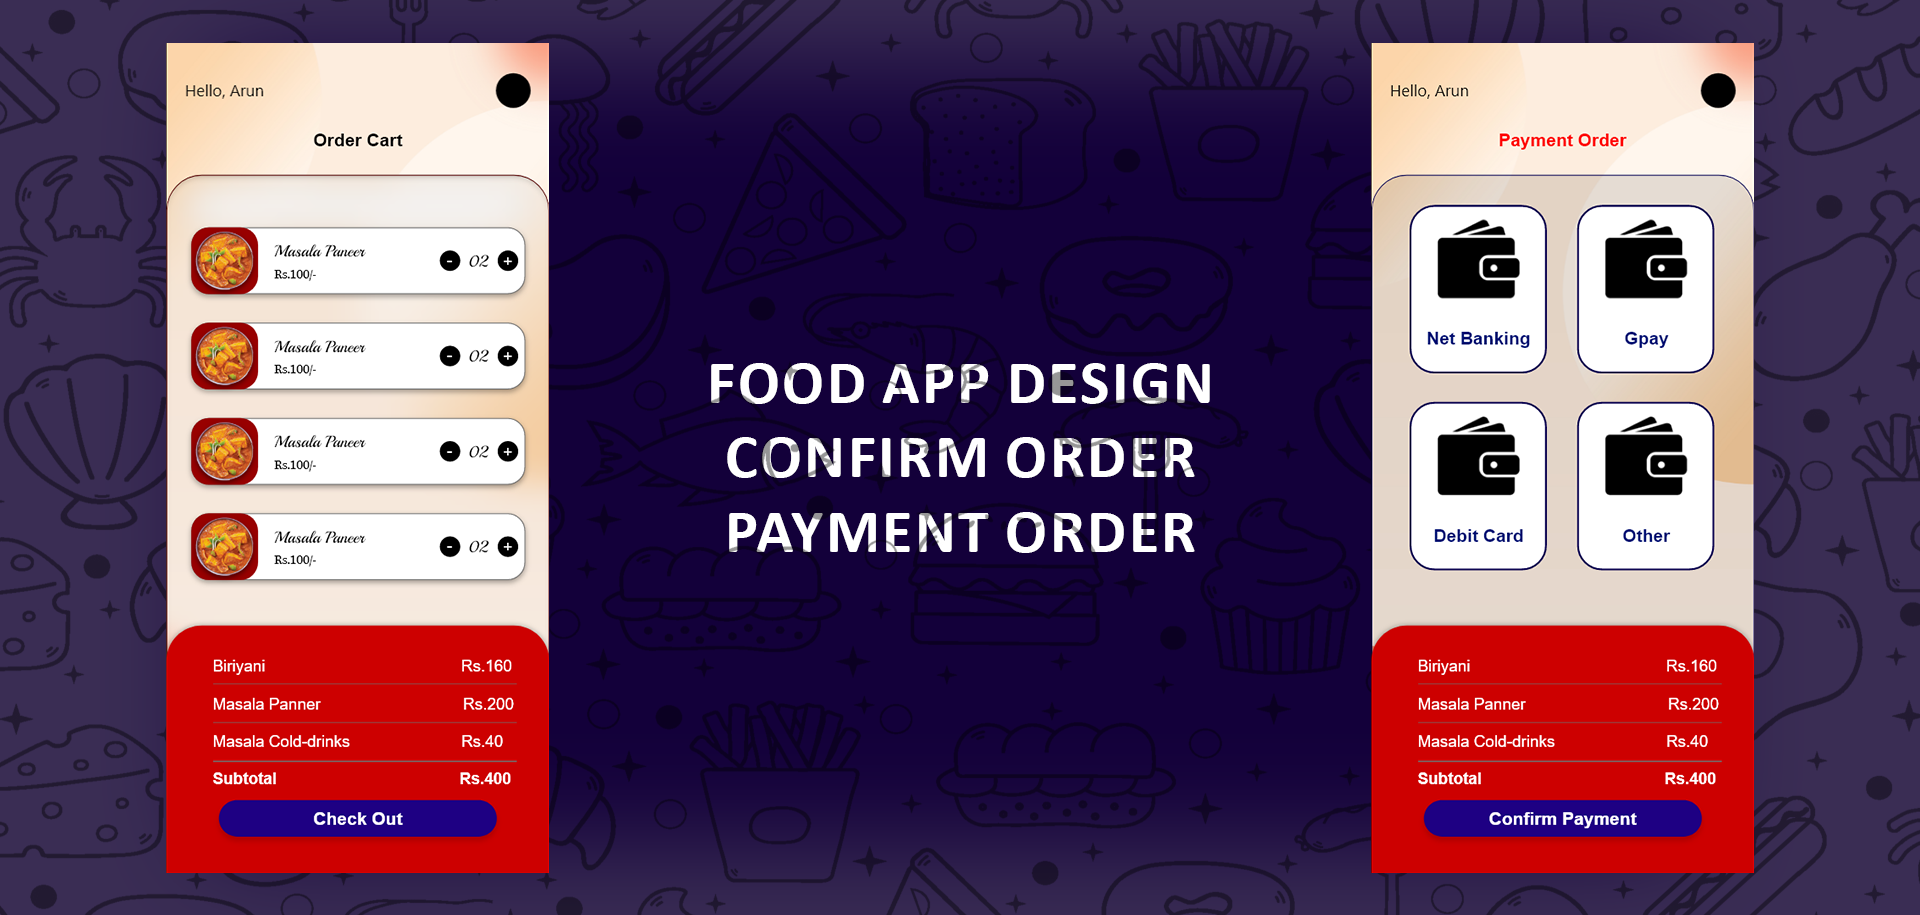 Hello, Arun
Order Cart
Masala Paneer
Rs.100/-
- 02 +
Masala Paneer
Rs.100/-
- 02 +
Masala Paneer
Rs.100/-
- 02 +
Masala Paneer
Rs.100/-
- 02 +
Biriyani Rs.160
Masala Panner Rs.200
Masala Cold-drinks Rs.40
Subtotal Rs.400
Check Out
FOOD APP DESIGN
CONFIRM ORDER
PAYMENT ORDER
Hello, Arun
Payment Order
Net Banking
Gpay
Debit Card
Other
Biriyani Rs.160
Masala Panner Rs.200
Masala Cold-drinks Rs.40
Subtotal Rs.400
Confirm Payment